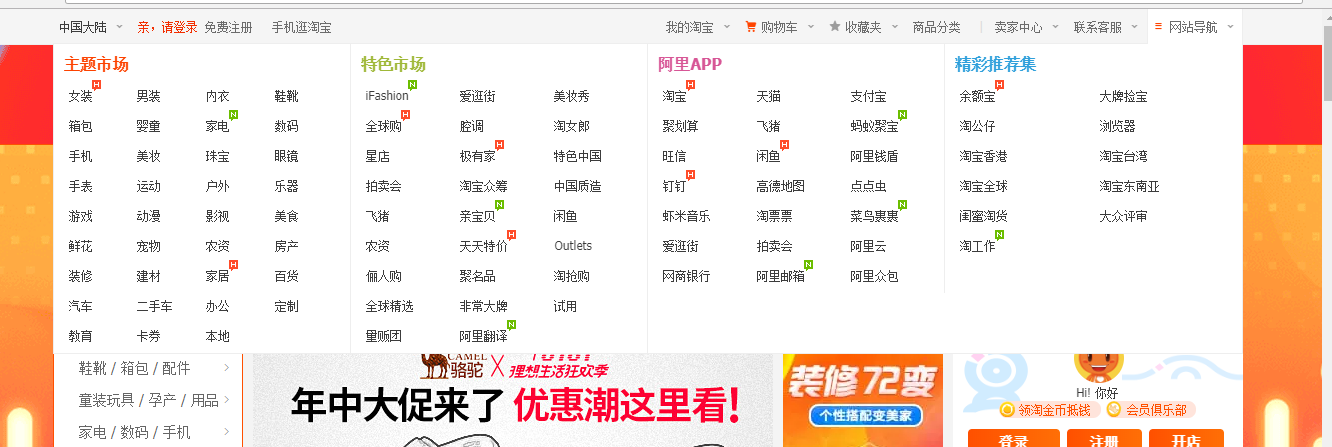 中国大陆 亲，请登录 免费注册 手机逛淘宝 我的淘宝 购物车 收藏夹 商品分类 卖家中心 联系客服 网站导航
主题市场 特色市场 阿里APP 精彩推荐集
女装 H 男装 内衣 鞋靴 iFashion N 爱逛街 美妆秀 淘宝 H 天猫 支付宝 余额宝 H 大牌捡宝
箱包 婴童 家电 N 数码 全球购 H 腔调 淘女郎 聚划算 飞猪 蚂蚁聚宝 N 淘公仔 浏览器
手机 美妆 珠宝 眼镜 星店 极有家 H 特色中国 旺信 闲鱼 H 阿里钱盾 淘宝香港 淘宝台湾
手表 运动 户外 乐器 拍卖会 淘宝众筹 中国质造 钉钉 H 高德地图 点点虫 淘宝全球 淘宝东南亚
游戏 动漫 影视 美食 飞猪 亲宝贝 N 闲鱼 虾米音乐 淘票票 菜鸟裹裹 N 闺蜜淘货 大众评审
鲜花 宠物 农资 房产 农资 天天特价 H Outlets 爱逛街 拍卖会 阿里云 淘工作 N
装修 建材 家居 H 百货 俪人购 聚名品 淘抢购 网商银行 阿里邮箱 N 阿里众包
汽车 二手车 办公 定制 全球精选 非常大牌 试用
教育 卡券 本地 量贩团 阿里翻译 N
鞋靴 / 箱包 / 配件
童装玩具 / 孕产 / 用品
家电 / 数码 / 手机
CAMEL
骆驼 X 理想生活狂欢季
年中大促来了 优惠潮这里看!
装修72变
个性搭配变美家
Hi! 你好
领淘金币抵钱 会员俱乐部
登录 注册 开店